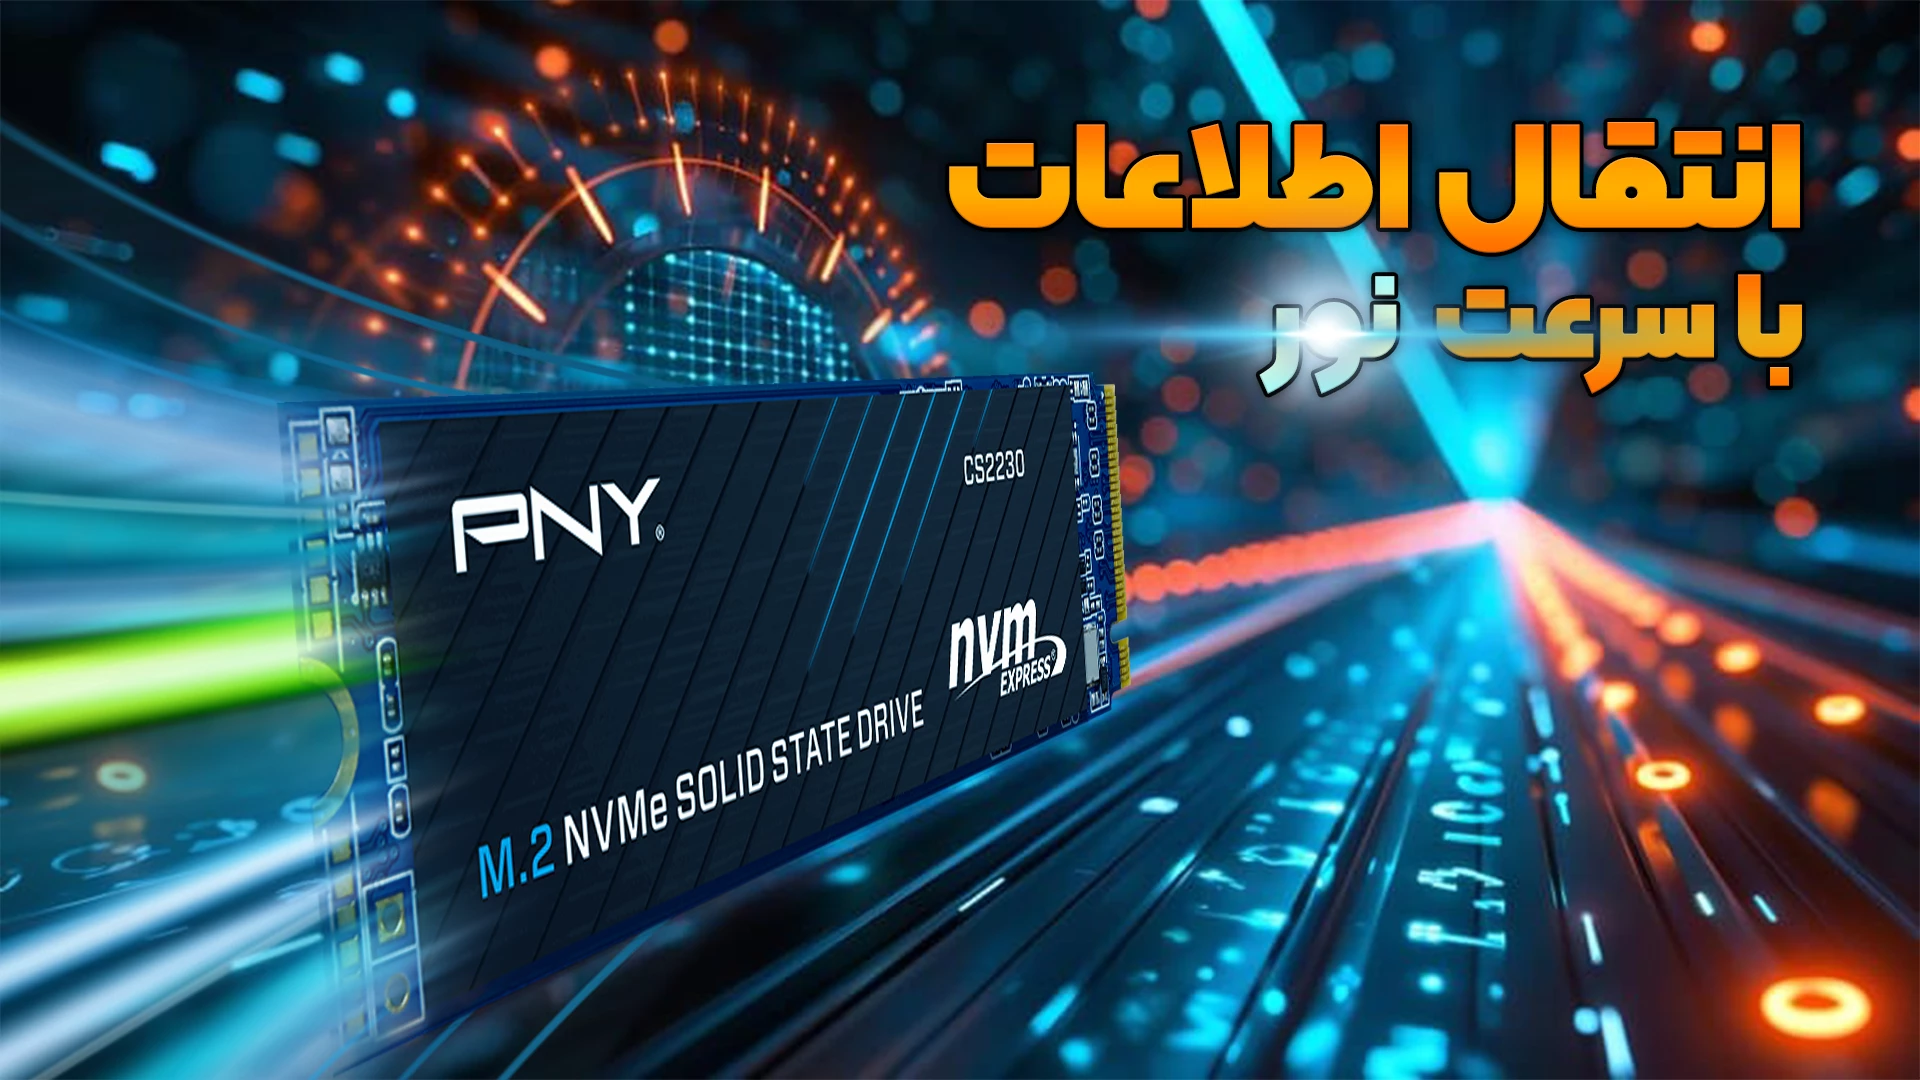 انتقال اطلاعات
با سرعت نور
CS2230
PNY®
nvm
EXPRESS®
M.2 NVMe SOLID STATE DRIVE